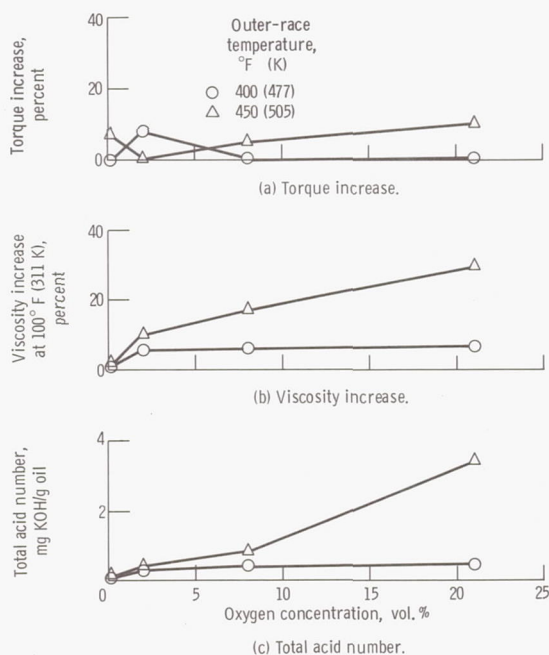 Outer-race
temperature,
°F (K)
400 (477)
450 (505)
Torque increase,
percent
40
20
0
(a) Torque increase.
Viscosity increase
at 100° F (311 K),
percent
40
20
0
(b) Viscosity increase.
Total acid number,
mg KOH/g oil
4
2
0
0 5 10 15 20 25
Oxygen concentration, vol. %
(c) Total acid number.